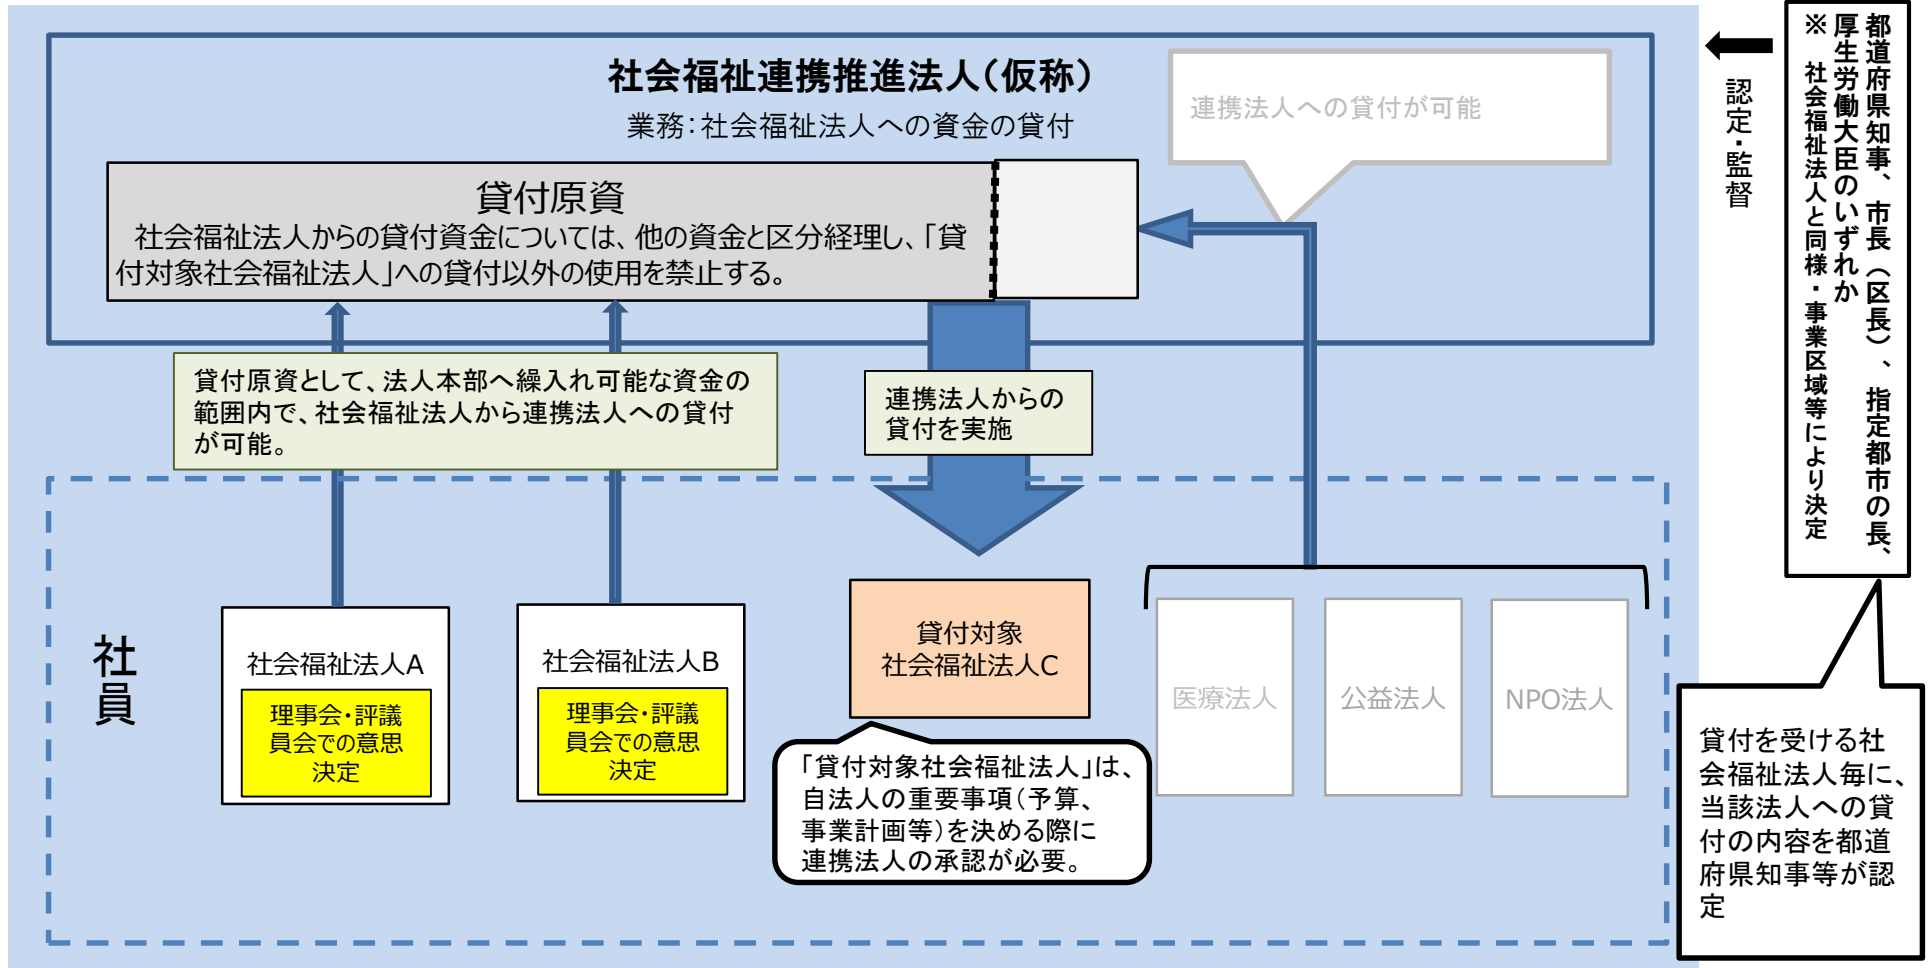 社会福祉連携推進法人(仮称)
業務:社会福祉法人への資金の貸付
連携法人への貸付が可能
貸付原資
社会福祉法人からの貸付資金については、他の資金と区分経理し、「貸
付対象社会福祉法人」への貸付以外の使用を禁止する。
貸付原資として、法人本部へ繰入れ可能な資金の
範囲内で、社会福祉法人から連携法人への貸付
が可能。
連携法人からの
貸付を実施
社員
社会福祉法人A
理事会・評議
員会での意思
決定
社会福祉法人B
理事会・評議
員会での意思
決定
貸付対象
社会福祉法人C
「貸付対象社会福祉法人」は、
自法人の重要事項(予算、
事業計画等)を決める際に
連携法人の承認が必要。
医療法人
公益法人
NPO法人
認定・監督
都道府県知事、市長(区長)、指定都市の長、
厚生労働大臣のいずれか
※ 社会福祉法人と同様・事業区域等により決定
貸付を受ける社
会福祉法人毎に、
当該法人への貸
付の内容を都道
府県知事等が認
定